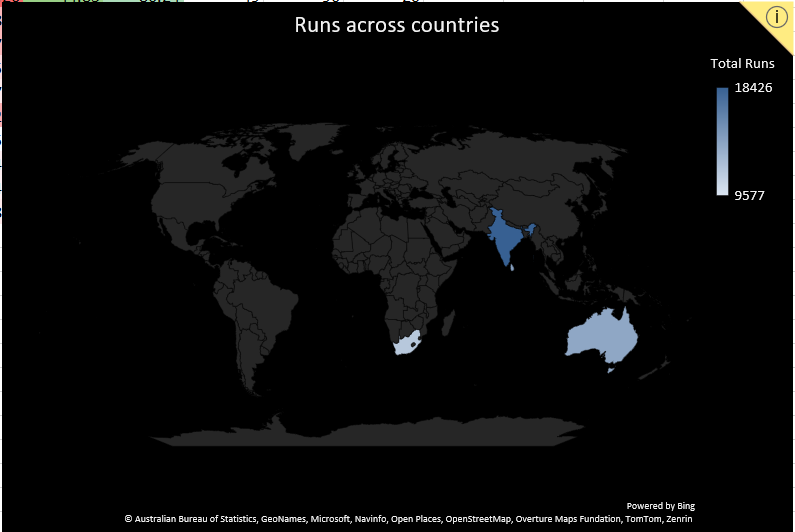 Runs across countries
i
Total Runs
18426
9577
Powered by Bing
© Australian Bureau of Statistics, GeoNames, Microsoft, Navinfo, Open Places, OpenStreetMap, Overture Maps Fundation, TomTom, Zenrin